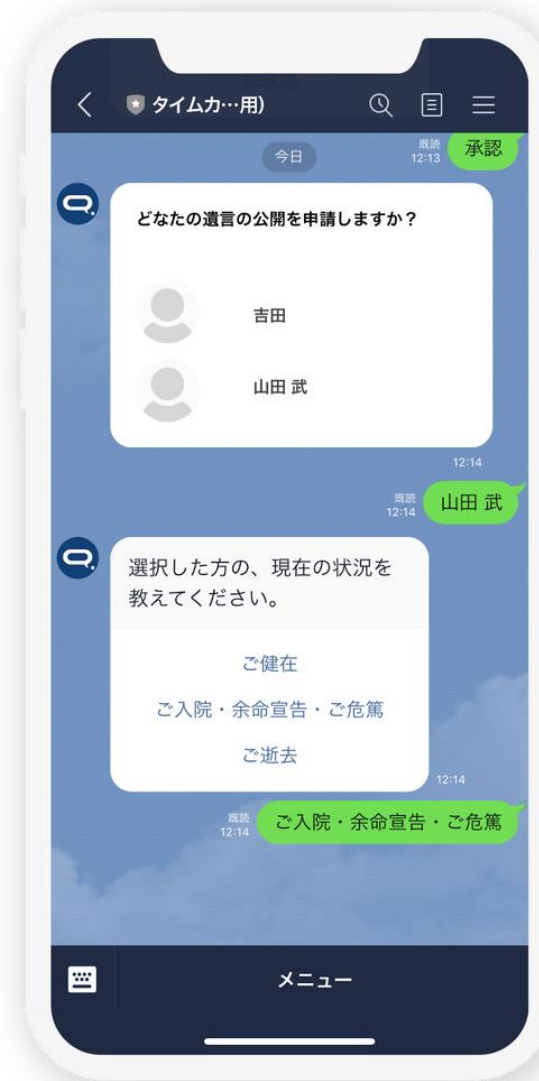 タイムカ…用)
今日
既読
12:13
承認
どなたの遺言の公開を申請しますか？
吉田
山田 武
12:14
既読
12:14
山田 武
選択した方の、現在の状況を
教えてください。
ご健在
ご入院・余命宣告・ご危篤
ご逝去
12:14
既読
12:14
ご入院・余命宣告・ご危篤
メニュー